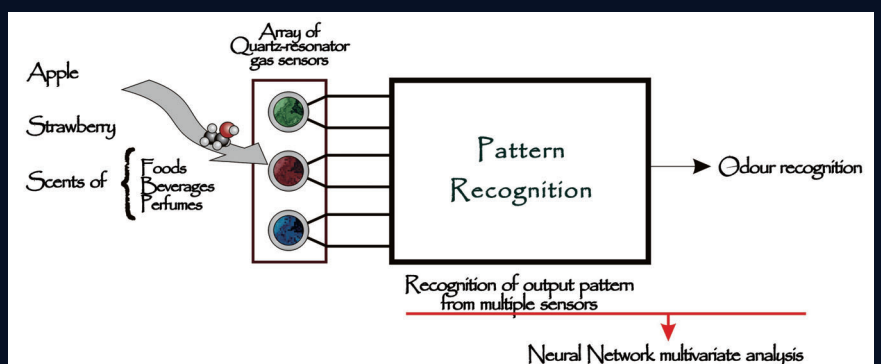 Array of
Quartz-resonator
gas sensors
Apple
Strawberry
Scents of
Foods
Beverages
Perfumes
Pattern
Recognition
Odour recognition
Recognition of output pattern
from multiple sensors
Neural Network multivariate analysis